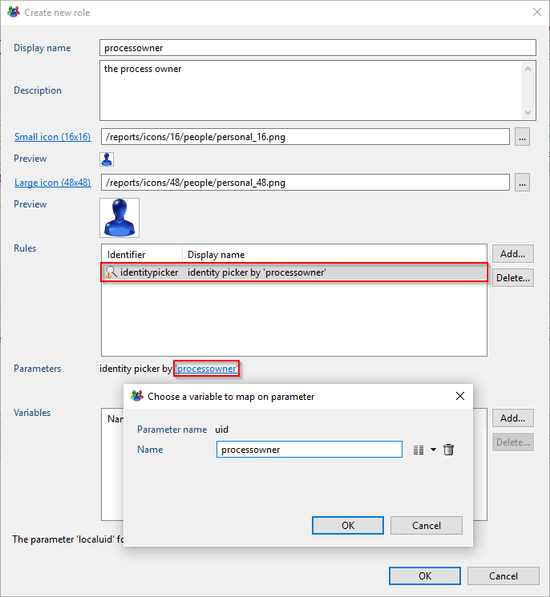 Create new role
Display name processowner
Description the process owner
Small icon (16x16) /reports/icons/16/people/personal_16.png ...
Preview
Large icon (48x48) /reports/icons/48/people/personal_48.png ...
Preview
Rules Identifier Display name Add...
identitypicker identity picker by 'processowner' Delete...
Parameters identity picker by 'processowner'
Choose a variable to map on parameter
Variables Add...
Parameter name uid
Delete...
Name processowner
OK Cancel
The parameter 'localuid'
OK Cancel